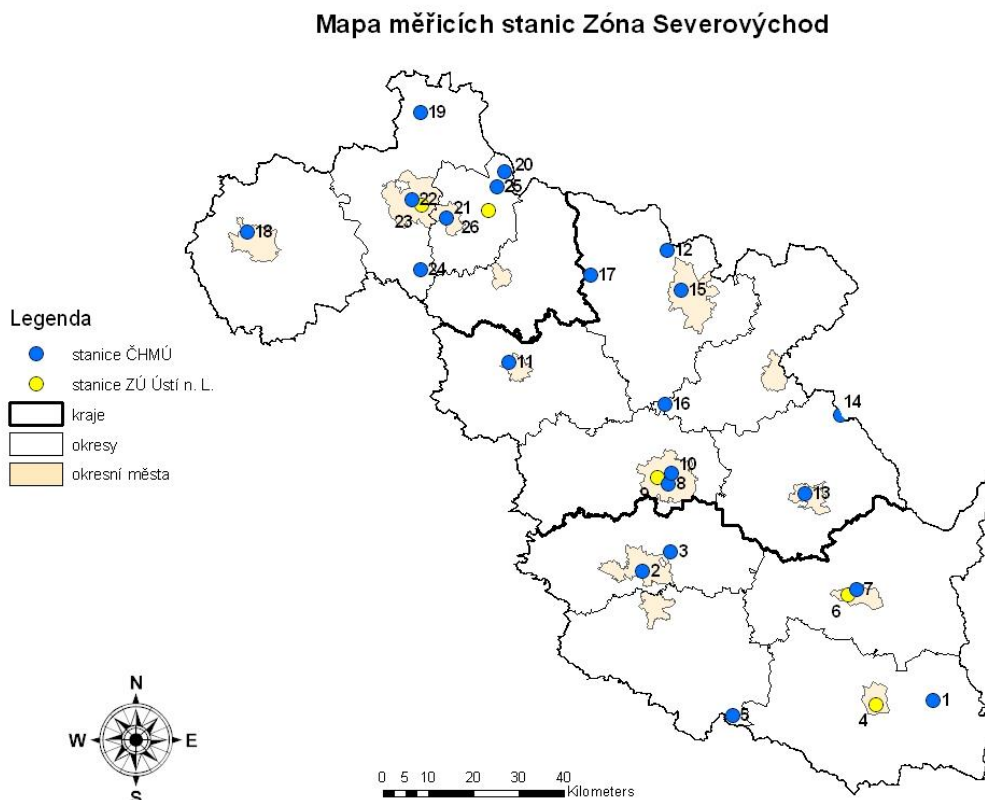 Mapa měřicích stanic Zóna Severovýchod
19
20
25
22
21
23
26
18
12
24
17
15
Legenda
stanice ČHMÚ
11
stanice ZÚ Ústí n. L.
kraje
16
14
okresy
10
okresní města
9
8
13
3
2
7
6
N
1
5
4
W
E
S
0 5 10 20 30 40
Kilometers